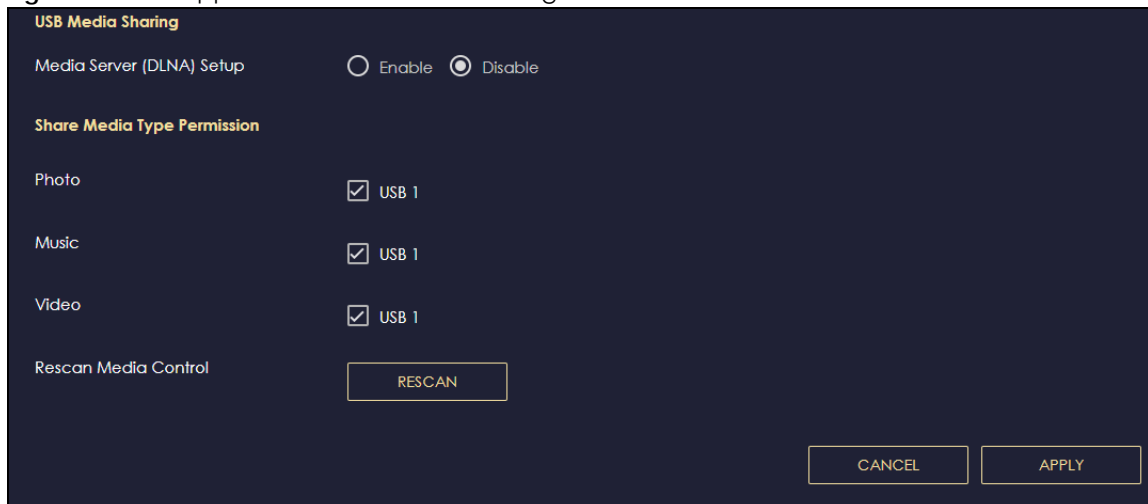 USB Media Sharing
Media Server (DLNA) Setup Enable Disable
Share Media Type Permission
Photo USB 1
Music USB 1
Video USB 1
Rescan Media Control RESCAN
CANCEL APPLY